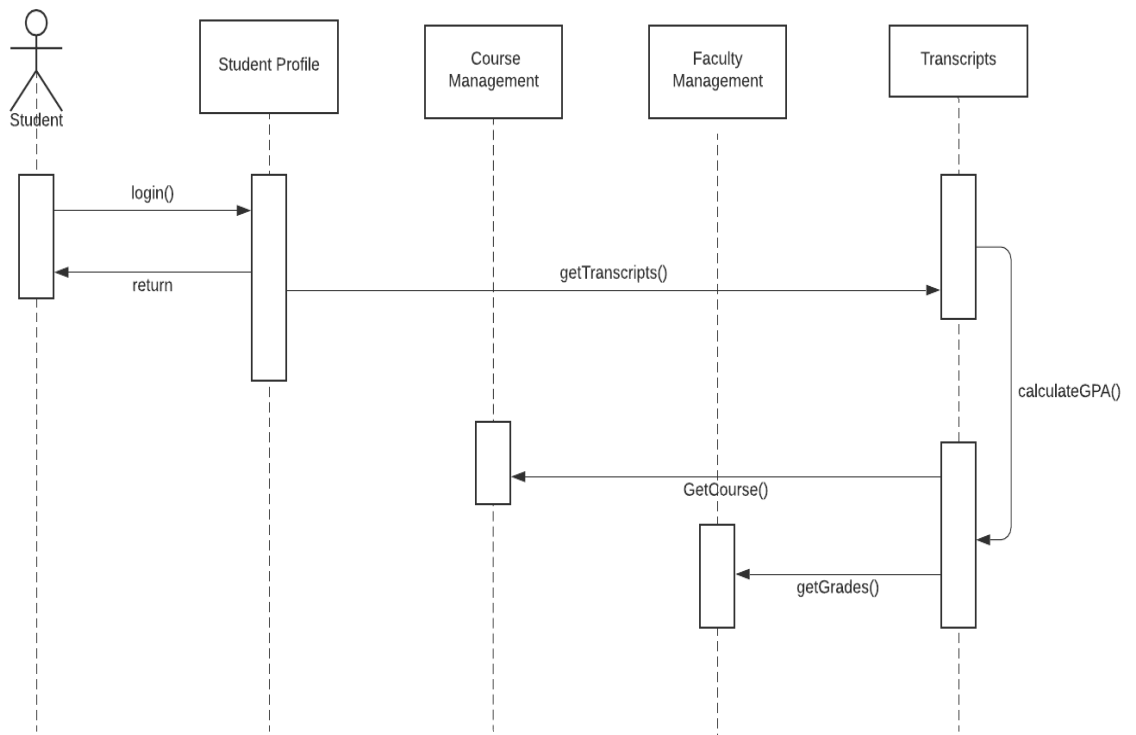 Student
Student Profile
Course
Management
Faculty
Management
Transcripts
login()
return
getTranscripts()
calculateGPA()
GetCourse()
getGrades()